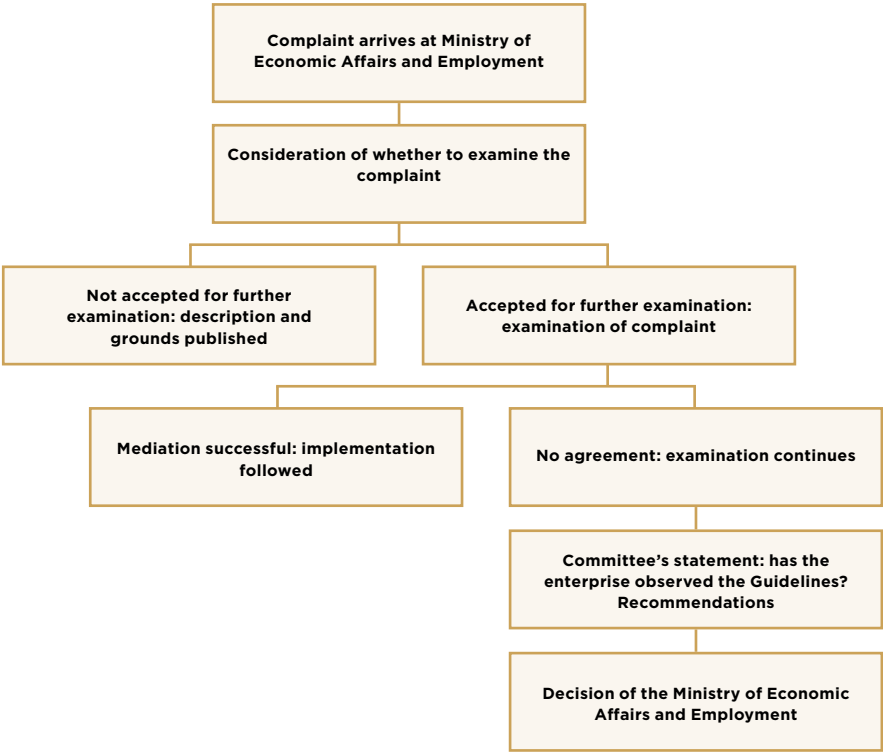 Complaint arrives at Ministry of
Economic Affairs and Employment
Consideration of whether to examine the
complaint
Not accepted for further
examination: description and
grounds published
Accepted for further examination:
examination of complaint
Mediation successful: implementation
followed
No agreement: examination continues
Committee’s statement: has the
enterprise observed the Guidelines?
Recommendations
Decision of the Ministry of Economic
Affairs and Employment